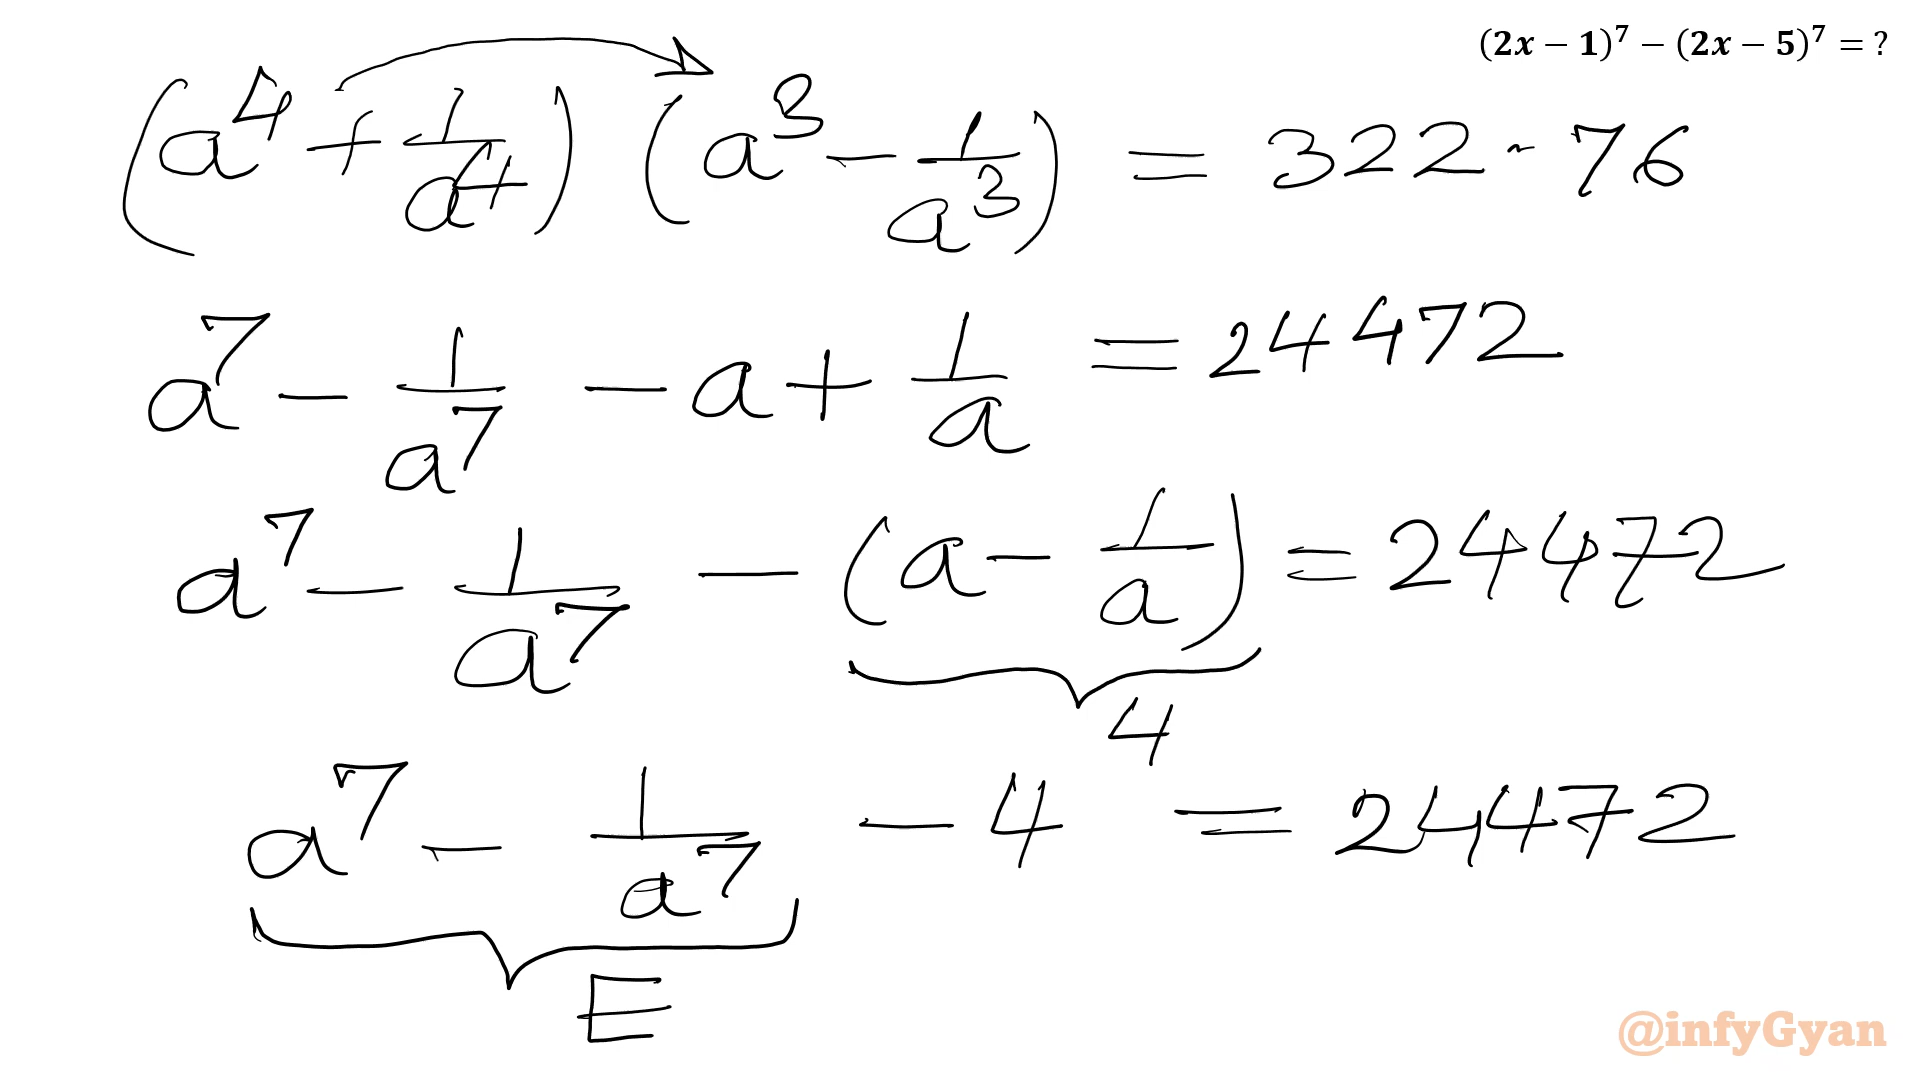 (2x − 1)⁷ − (2x − 5)⁷ = ?
(a⁴ + 1/a⁴) (a³ − 1/a³) = 322 - 76
a⁷ − 1/a⁷ − a + 1/a = 24472
a⁷ − 1/a⁷ − (a − 1/a) = 24472
4
a⁷ − 1/a⁷ − 4 = 24472
E
@infyGyan